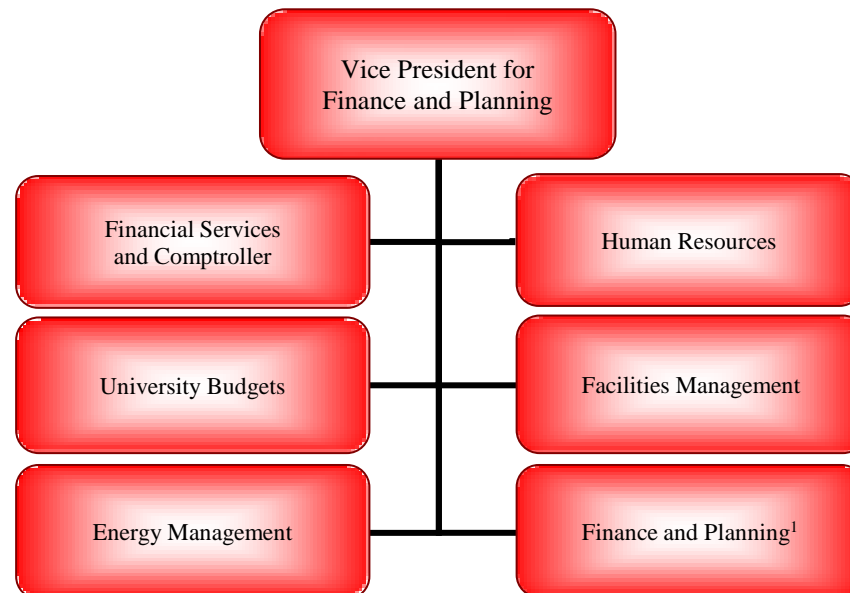 Vice President for
Finance and Planning
Financial Services
and Comptroller
Human Resources
University Budgets
Facilities Management
Energy Management
Finance and Planning¹